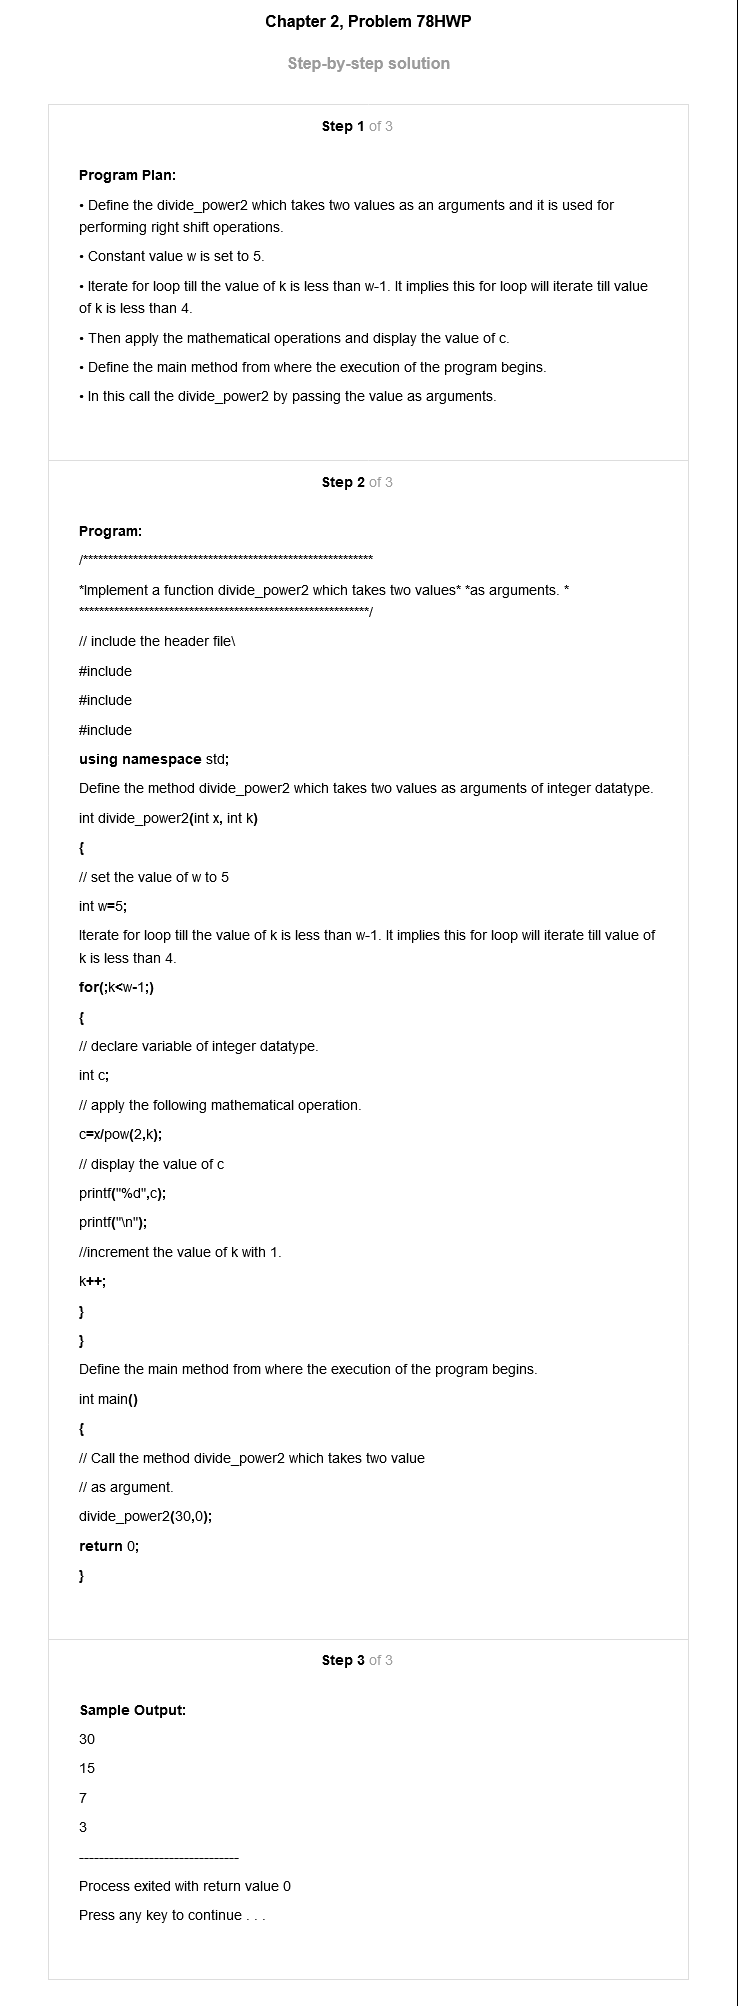 Chapter 2, Problem 78HWP
Step-by-step solution
Step 1 of 3
Program Plan:
• Define the divide_power2 which takes two values as an arguments and it is used for
performing right shift operations.
• Constant value w is set to 5.
• Iterate for loop till the value of k is less than w-1. It implies this for loop will iterate till value
of k is less than 4.
• Then apply the mathematical operations and display the value of c.
• Define the main method from where the execution of the program begins.
• In this call the divide_power2 by passing the value as arguments.
Step 2 of 3
Program:
/**********************************************************
*Implement a function divide_power2 which takes two values* *as arguments. *
**********************************************************/
// include the header file\
#include
#include
#include
using namespace std;
Define the method divide_power2 which takes two values as arguments of integer datatype.
int divide_power2(int x, int k)
{
// set the value of w to 5
int w=5;
Iterate for loop till the value of k is less than w-1. It implies this for loop will iterate till value of
k is less than 4.
for(;k<w-1;)
{
// declare variable of integer datatype.
int c;
// apply the following mathematical operation.
c=x/pow(2,k);
// display the value of c
printf("%d",c);
printf("\n");
//increment the value of k with 1.
k++;
}
}
Define the main method from where the execution of the program begins.
int main()
{
// Call the method divide_power2 which takes two value
// as argument.
divide_power2(30,0);
return 0;
}
Step 3 of 3
Sample Output:
30
15
7
3
--------------------------------
Process exited with return value 0
Press any key to continue . . .